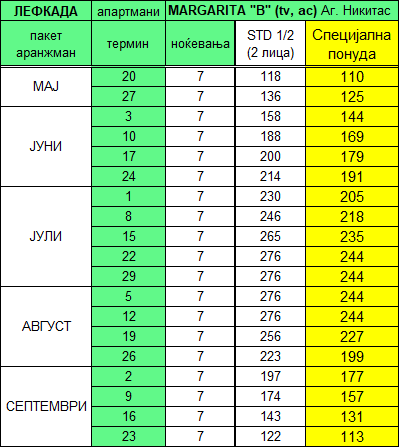 ЛЕФКАДА апартмани MARGARITA "B" (tv, ac) Аг. Никитас
пакет аранжман термин ноќевања STD 1/2 (2 лица) Специјална понуда
МАЈ 20 7 118 110
27 7 136 125
ЈУНИ 3 7 158 144
10 7 188 169
17 7 200 179
24 7 214 191
ЈУЛИ 1 7 230 205
8 7 246 218
15 7 265 235
22 7 276 244
29 7 276 244
АВГУСТ 5 7 276 244
12 7 276 244
19 7 256 227
26 7 223 199
СЕПТЕМВРИ 2 7 197 177
9 7 174 157
16 7 143 131
23 7 122 113